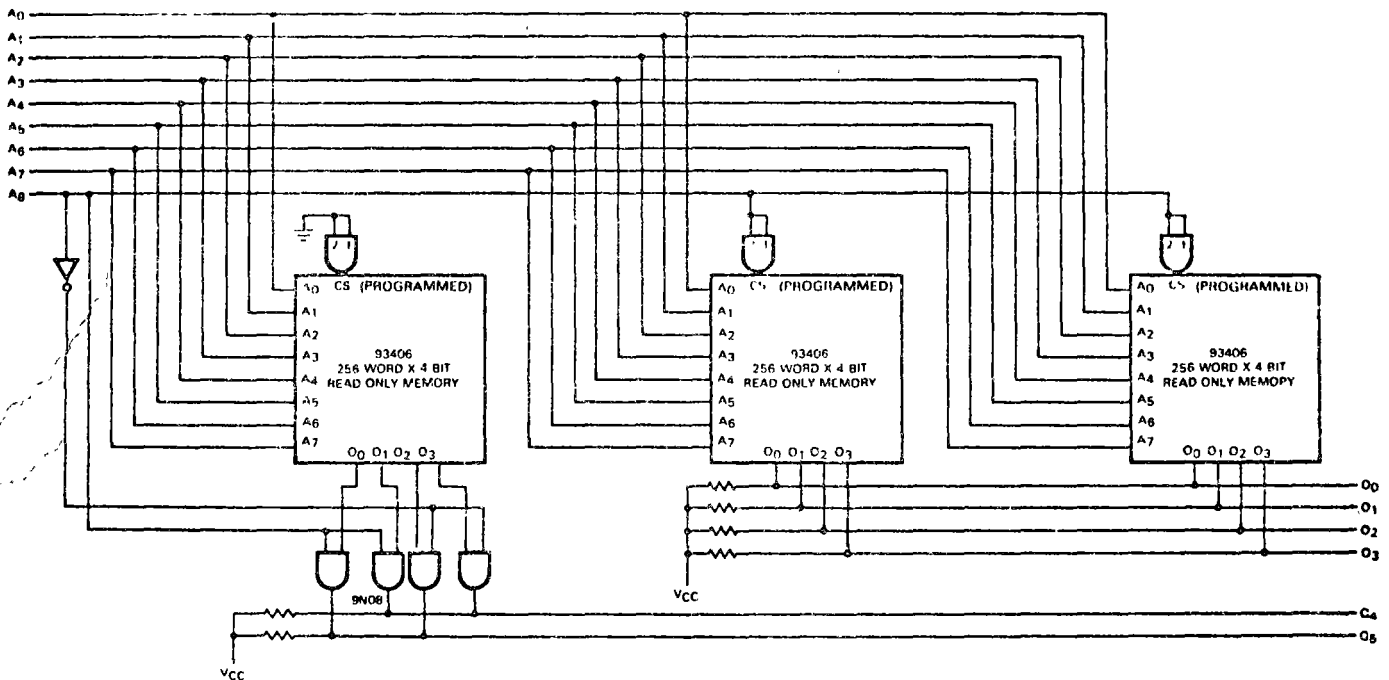 A0
A1
A2
A3
A4
A5
A6
A7
A8
A0 CS (PROGRAMMED)
A1
A2
A3
A4
A5
A6
A7
93406
256 WORD X 4 BIT
READ ONLY MEMORY
O0 O1 O2 O3
A0 CS (PROGRAMMED)
A1
A2
A3
A4
A5
A6
A7
93406
256 WORD X 4 BIT
READ ONLY MEMORY
O0 O1 O2 O3
A0 CS (PROGRAMMED)
A1
A2
A3
A4
A5
A6
A7
93406
256 WORD X 4 BIT
READ ONLY MEMORY
O0 O1 O2 O3
O0
O1
O2
O3
VCC
9N08
O4
O5
VCC